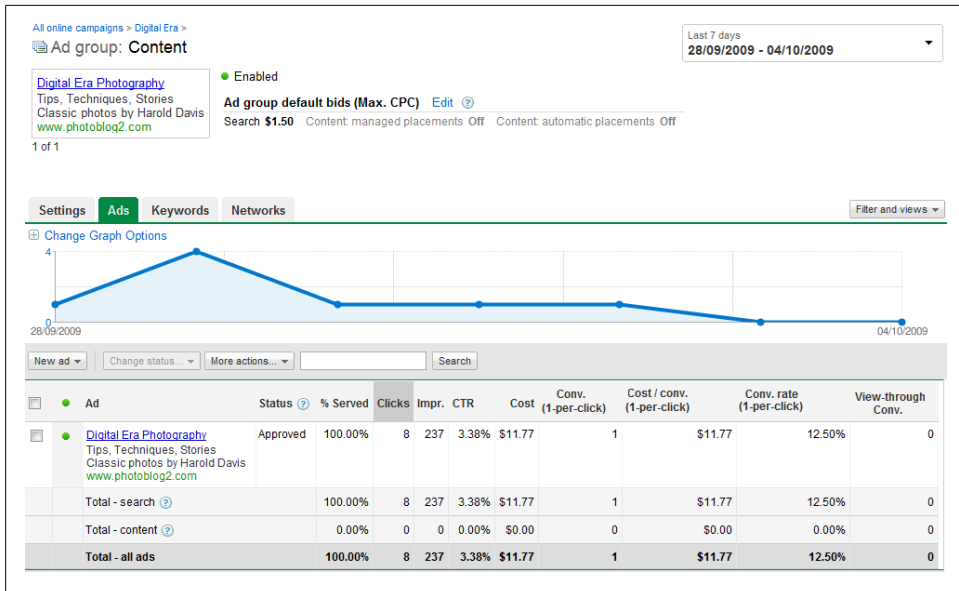 All online campaigns > Digital Era >
Ad group: Content
Last 7 days
28/09/2009 - 04/10/2009
Digital Era Photography
Tips, Techniques, Stories
Classic photos by Harold Davis
www.photoblog2.com
1 of 1
Enabled
Ad group default bids (Max. CPC) Edit ?
Search $1.50 Content: managed placements Off Content: automatic placements Off
Settings Ads Keywords Networks Filter and views
Change Graph Options
4
0
28/09/2009 04/10/2009
New ad Change status... More actions... Search
Ad Status ? % Served Clicks Impr. CTR Cost Conv. (1-per-click) Cost / conv. (1-per-click) Conv. rate (1-per-click) View-through Conv.
Digital Era Photography Approved 100.00% 8 237 3.38% $11.77 1 $11.77 12.50% 0
Tips, Techniques, Stories
Classic photos by Harold Davis
www.photoblog2.com
Total - search ? 100.00% 8 237 3.38% $11.77 1 $11.77 12.50% 0
Total - content ? 0.00% 0 0 0.00% $0.00 0 $0.00 0.00% 0
Total - all ads 100.00% 8 237 3.38% $11.77 1 $11.77 12.50% 0